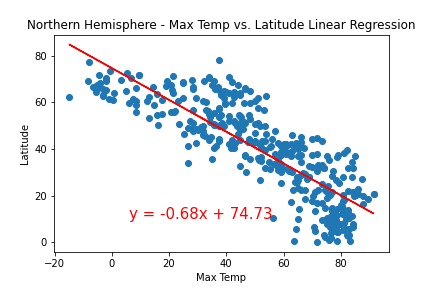 Northern Hemisphere - Max Temp vs. Latitude Linear Regression
80
60
40
20
0
Latitude
y = -0.68x + 74.73
−20 0 20 40 60 80
Max Temp